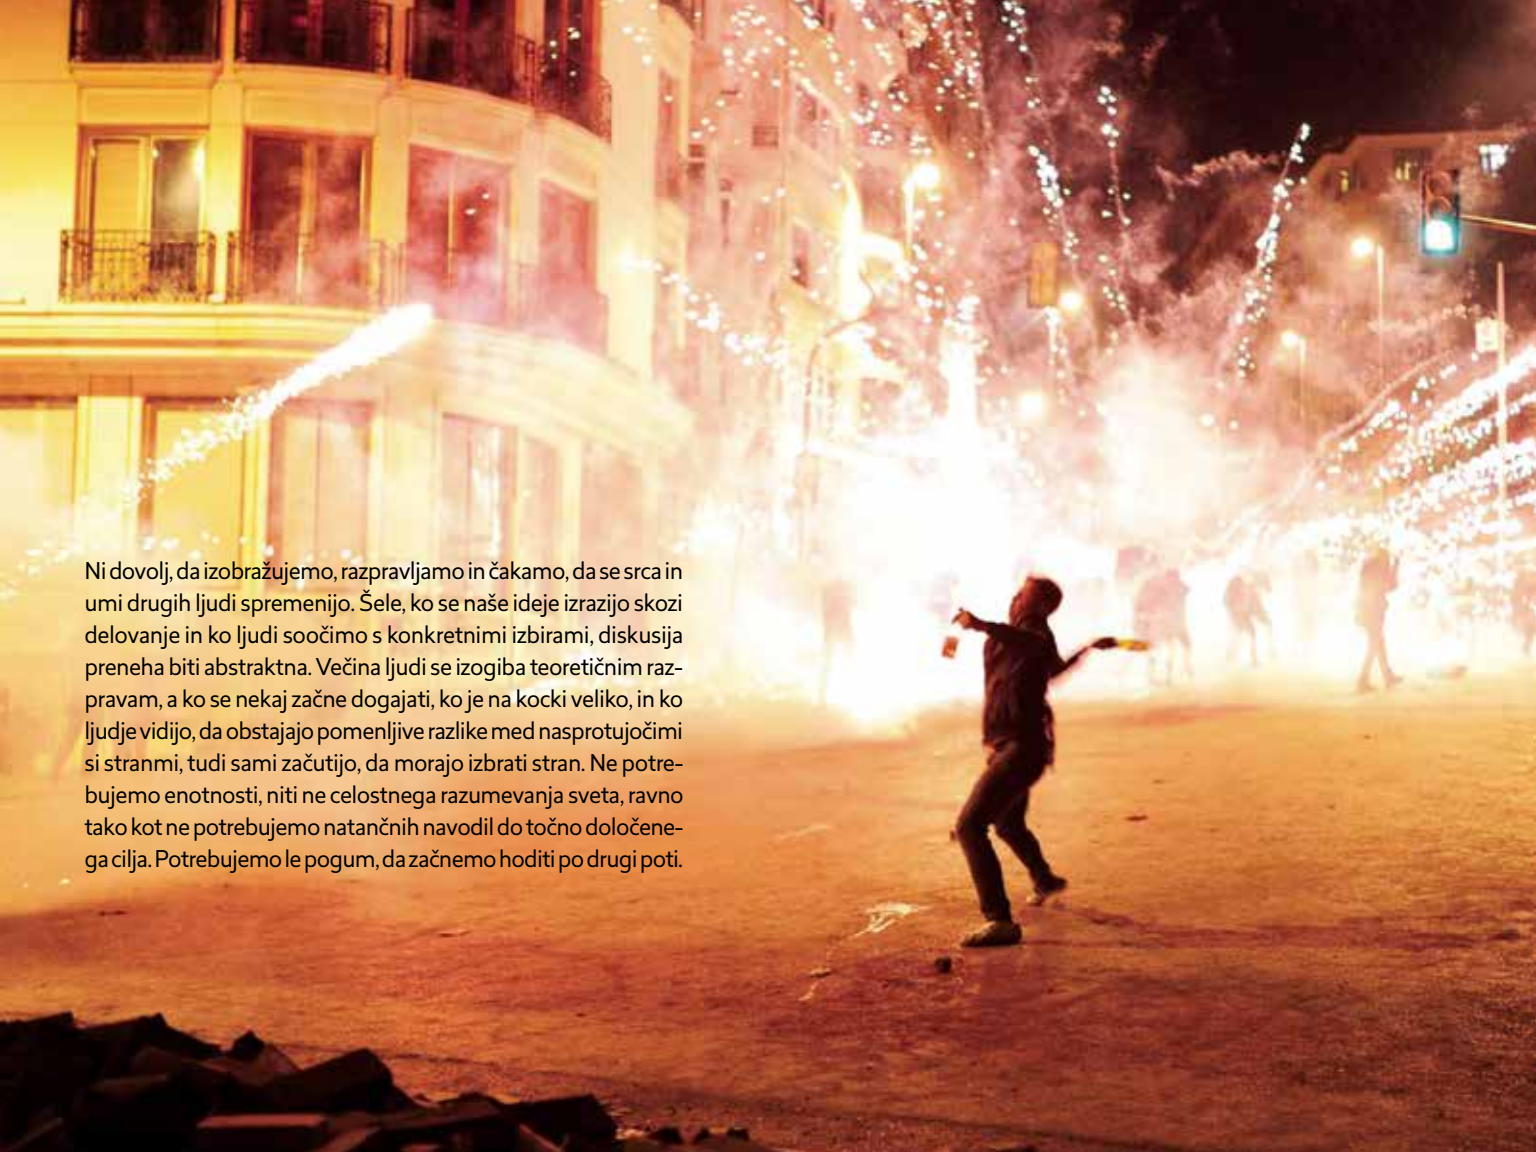 Ni dovolj, da izobražujemo, razpravljamo in čakamo, da se srca in
umi drugih ljudi spremenijo. Šele, ko se naše ideje izrazijo skozi
delovanje in ko ljudi soočimo s konkretnimi izbirami, diskusija
preneha biti abstraktna. Večina ljudi se izogiba teoretičnim raz-
pravam, a ko se nekaj začne dogajati, ko je na kocki veliko, in ko
ljudje vidijo, da obstajajo pomenljive razlike med nasprotujočimi
si stranmi, tudi sami začutijo, da morajo izbrati stran. Ne potre-
bujemo enotnosti, niti ne celostnega razumevanja sveta, ravno
tako kot ne potrebujemo natančnih navodil do točno določene-
ga cilja. Potrebujemo le pogum, da začnemo hoditi po drugi poti.